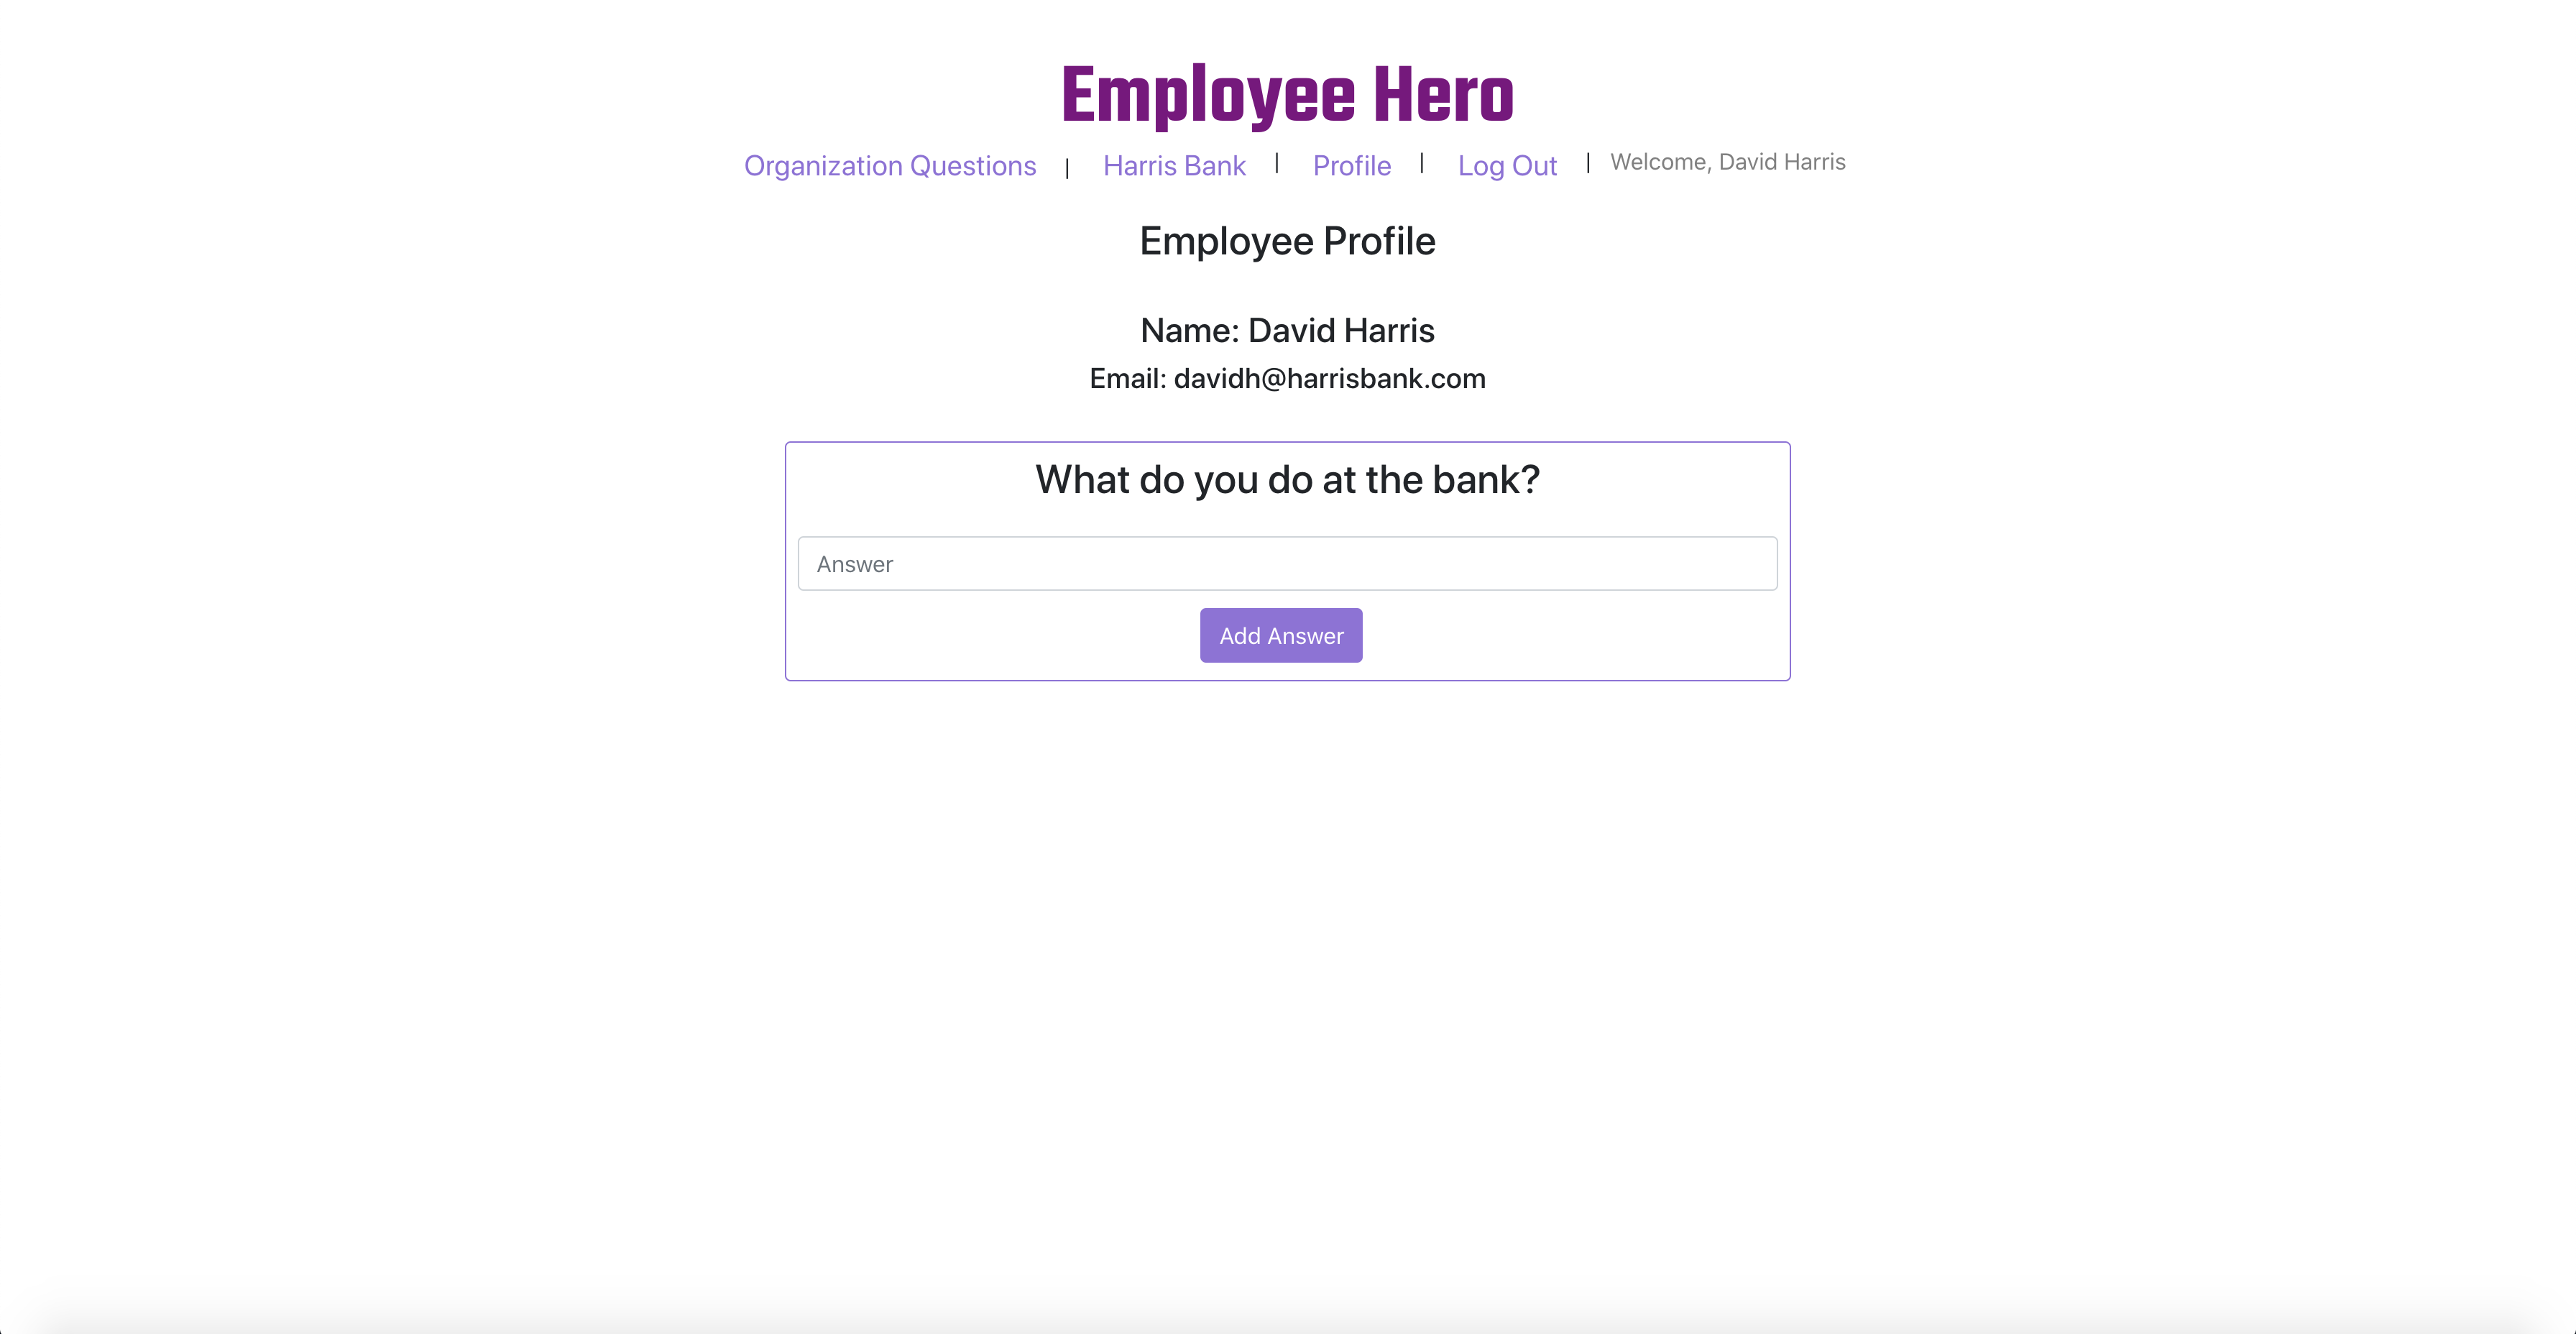 Employee Hero
Organization Questions | Harris Bank | Profile | Log Out | Welcome, David Harris
Employee Profile
Name: David Harris
Email: davidh@harrisbank.com
What do you do at the bank?
Answer
Add Answer